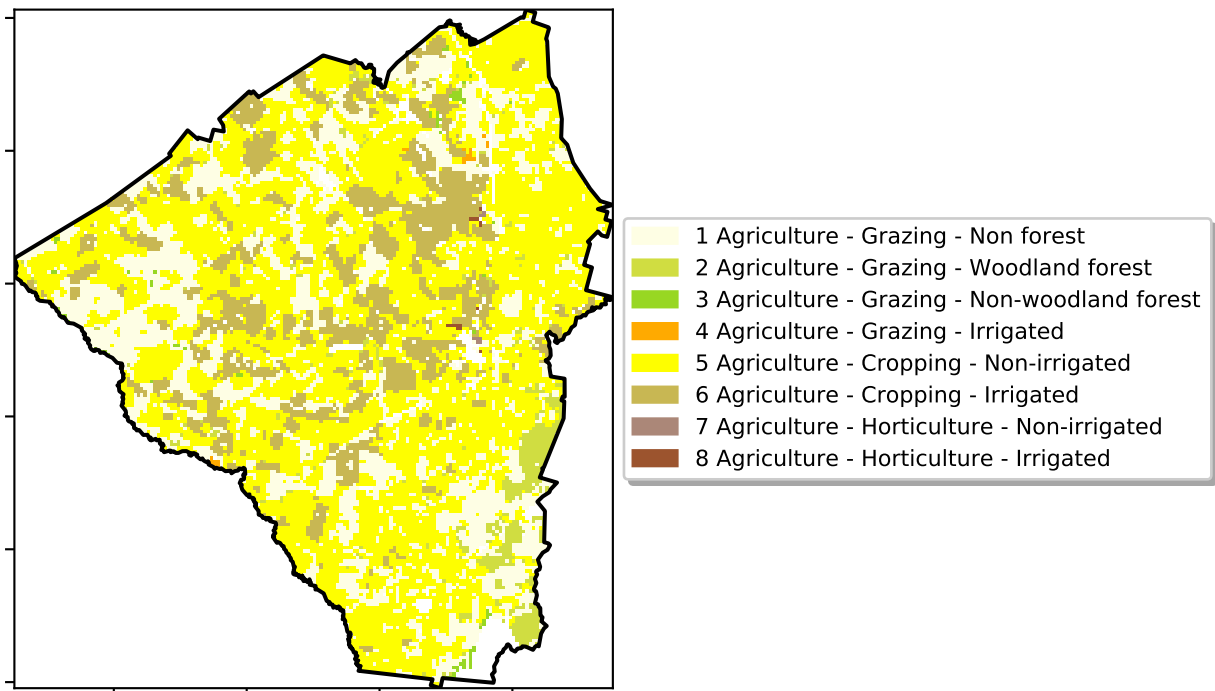 1 Agriculture - Grazing - Non forest
2 Agriculture - Grazing - Woodland forest
3 Agriculture - Grazing - Non-woodland forest
4 Agriculture - Grazing - Irrigated
5 Agriculture - Cropping - Non-irrigated
6 Agriculture - Cropping - Irrigated
7 Agriculture - Horticulture - Non-irrigated
8 Agriculture - Horticulture - Irrigated